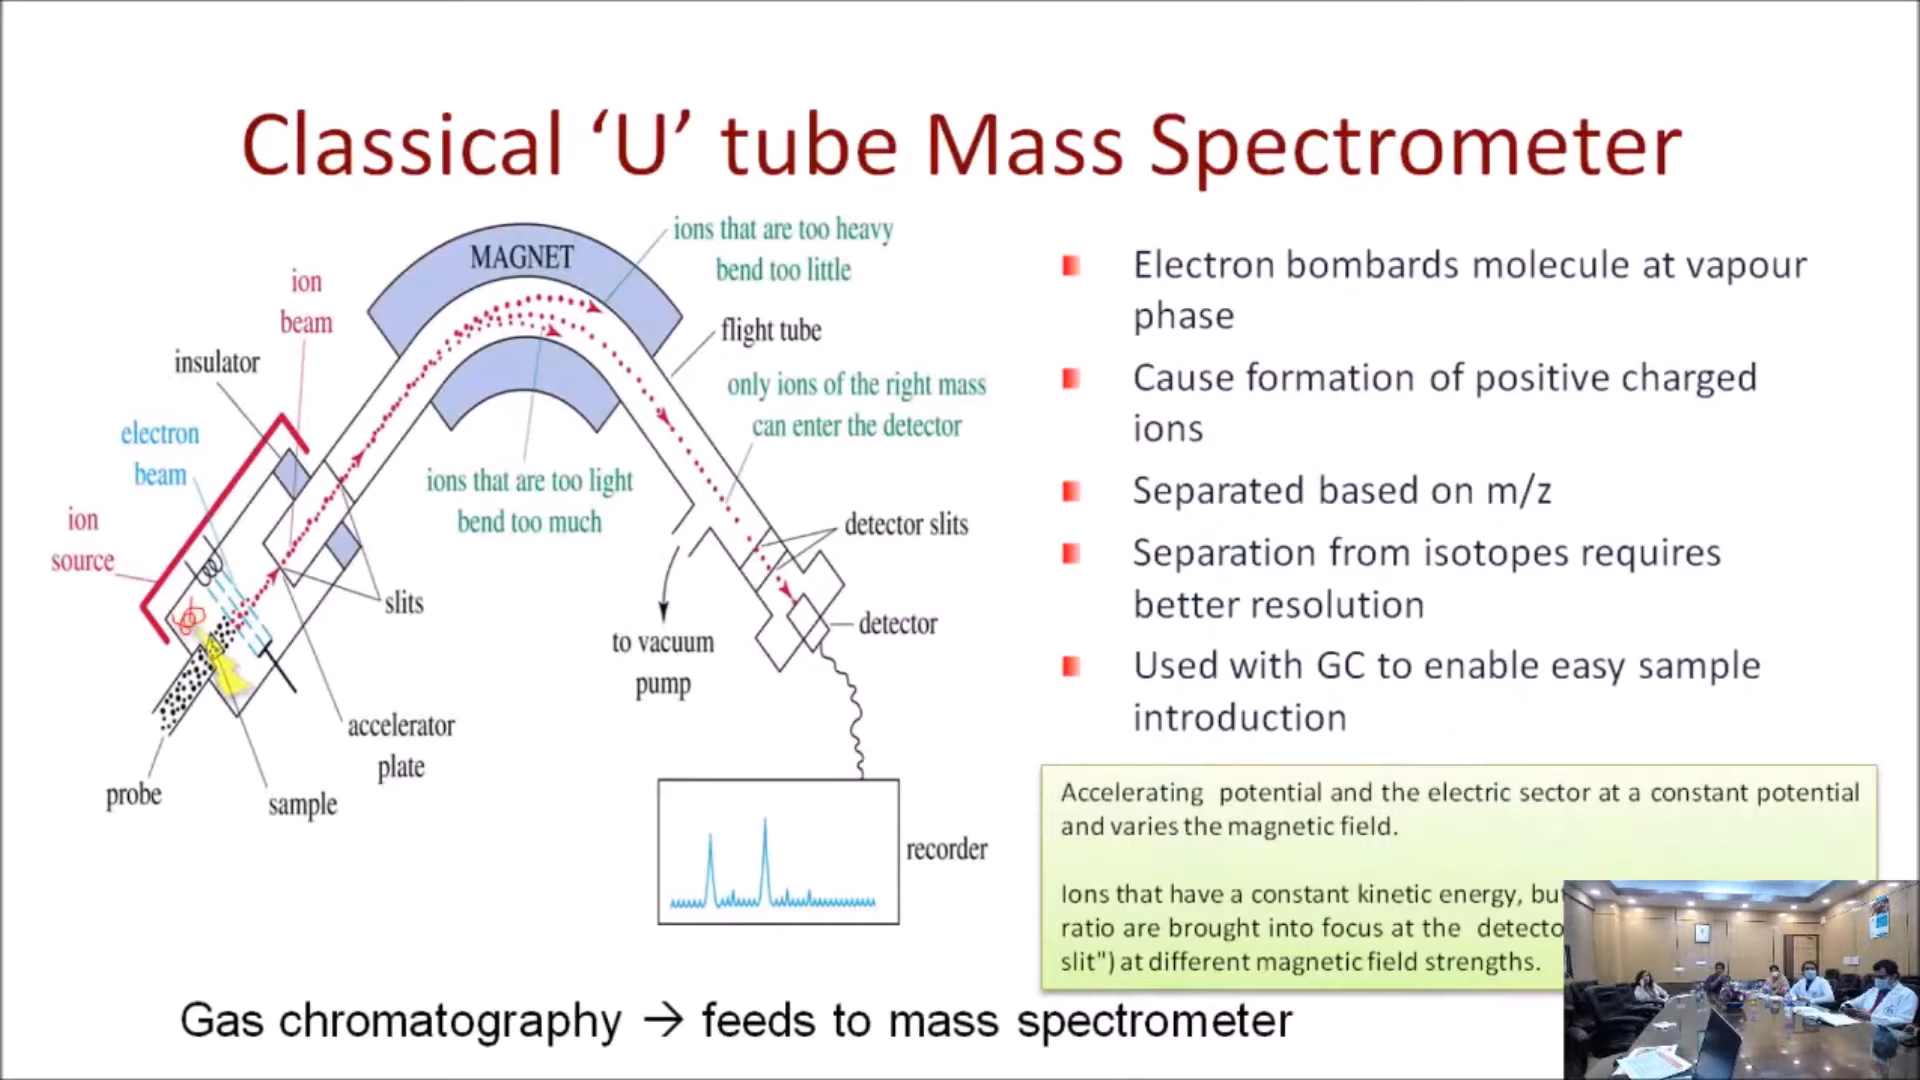 Classical ‘U’ tube Mass Spectrometer
MAGNET
ions that are too heavy
bend too little
ion
beam
flight tube
insulator
only ions of the right mass
can enter the detector
electron
beam
ions that are too light
bend too much
ion
source
detector slits
slits
detector
to vacuum
pump
accelerator
plate
probe
sample
recorder
Electron bombards molecule at vapour
phase
Cause formation of positive charged
ions
Separated based on m/z
Separation from isotopes requires
better resolution
Used with GC to enable easy sample
introduction
Accelerating potential and the electric sector at a constant potential
and varies the magnetic field.
Ions that have a constant kinetic energy,
ratio are brought into focus at the
slit") at different magnetic field strengths.
Gas chromatography → feeds to mass spectrometer